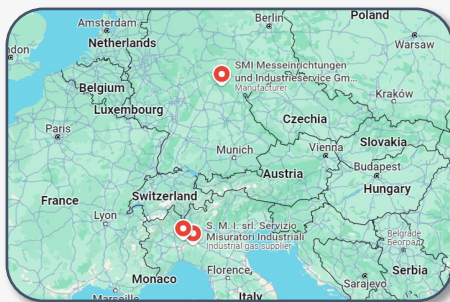 Amsterdam
Berlin
Poland
ndon
Netherlands
Warsaw
SMI Messeinrichtungen
und Industrieservice Gm...
Manufacturer
Belgium
Kraków
Luxembourg
Czechia
Paris
Slovakia
Munich
Vienna
Austria
Budapest
Hungary
France
Switzerland
Lyon
S. M. I. srl. Servizio
Misuratori Industriali
Industrial gas supplier
Belgrade
Београд
Monaco
Florence
Serbia
Marseille
Italy
Sarajevo